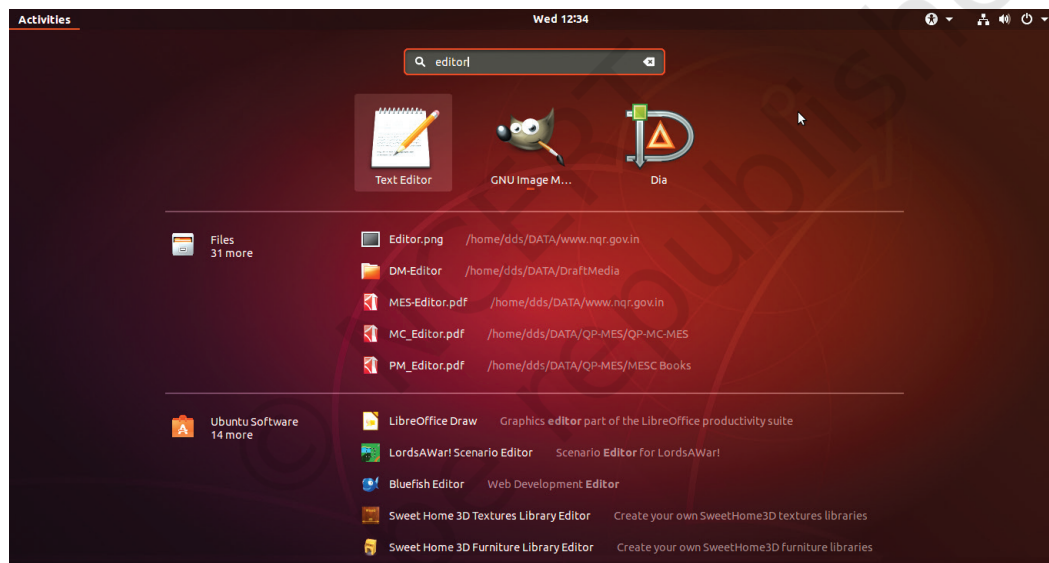 Activities Wed 12:34
editor
Text Editor GNU Image M... Dia
Files
31 more
Editor.png /home/dds/DATA/www.nqr.gov.in
DM-Editor /home/dds/DATA/DraftMedia
MES-Editor.pdf /home/dds/DATA/www.nqr.gov.in
MC_Editor.pdf /home/dds/DATA/QP-MES/QP-MC-MES
PM_Editor.pdf /home/dds/DATA/QP-MES/MESC Books
Ubuntu Software
14 more
LibreOffice Draw Graphics editor part of the LibreOffice productivity suite
LordsAWar! Scenario Editor Scenario Editor for LordsAWar!
Bluefish Editor Web Development Editor
Sweet Home 3D Textures Library Editor Create your own SweetHome3D textures libraries
Sweet Home 3D Furniture Library Editor Create your own SweetHome3D furniture libraries
© NCERT
republish